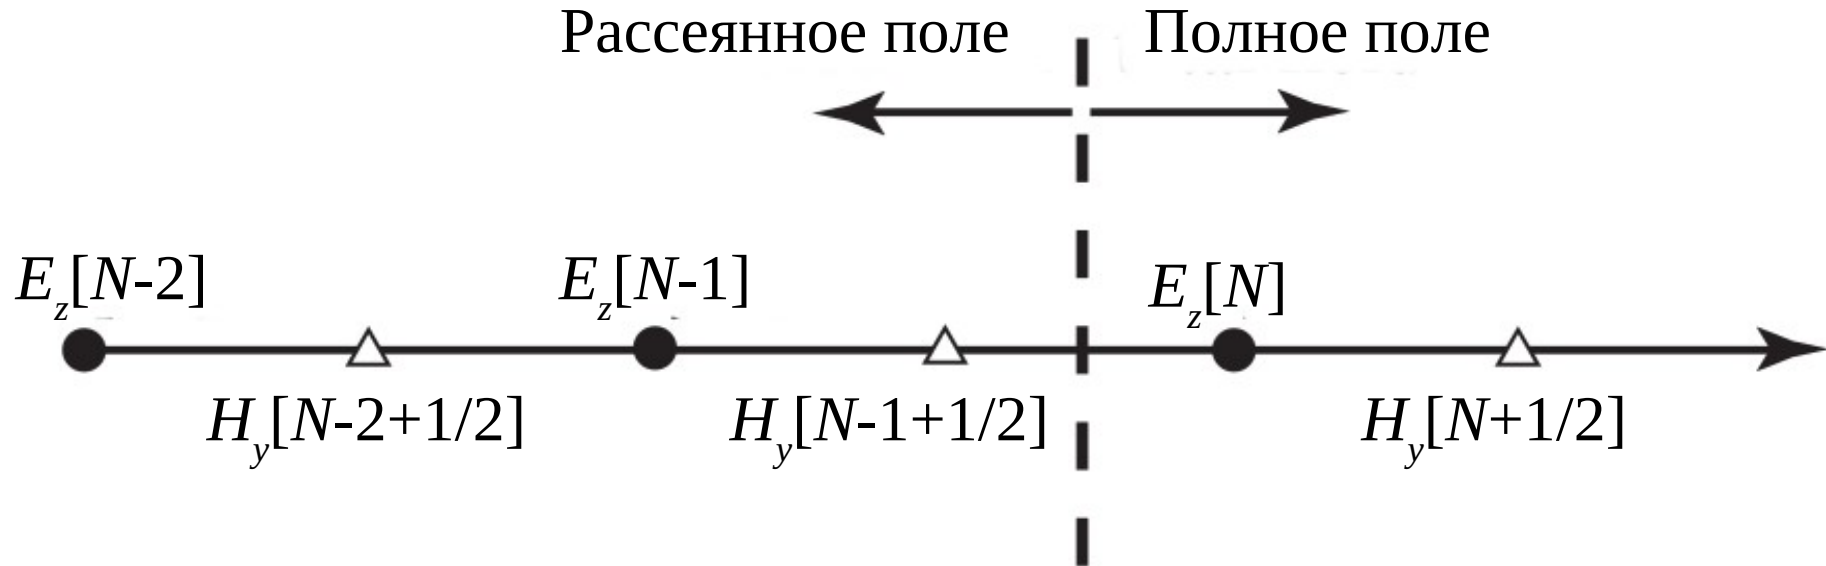 Рассеянное поле Полное поле
E_z[N-2] E_z[N-1] E_z[N]
H_y[N-2+1/2] H_y[N-1+1/2] H_y[N+1/2]